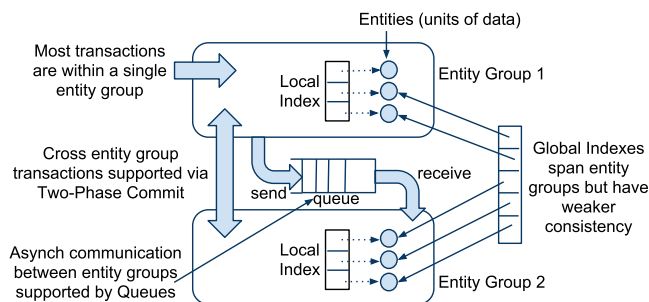 Entities (units of data)
Most transactions
are within a single
entity group
Local
Index
Entity Group 1
Cross entity group
transactions supported via
Two-Phase Commit
send
queue
receive
Global Indexes
span entity
groups but have
weaker
consistency
Asynch communication
between entity groups
supported by Queues
Local
Index
Entity Group 2